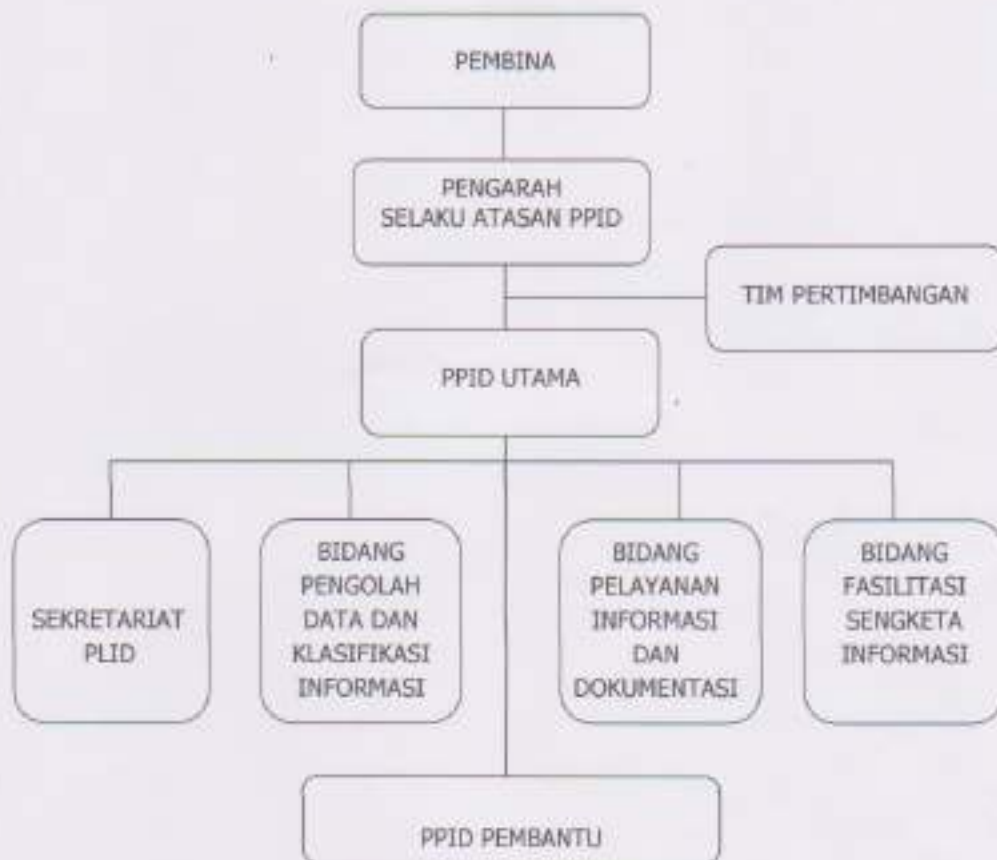 PEMBINA
PENGARAH
SELAKU ATASAN PPID
TIM PERTIMBANGAN
PPID UTAMA
SEKRETARIAT
PLID
BIDANG
PENGOLAH
DATA DAN
KLASIFIKASI
INFORMASI
BIDANG
PELAYANAN
INFORMASI
DAN
DOKUMENTASI
BIDANG
FASILITASI
SENGKETA
INFORMASI
PPID PEMBANTU